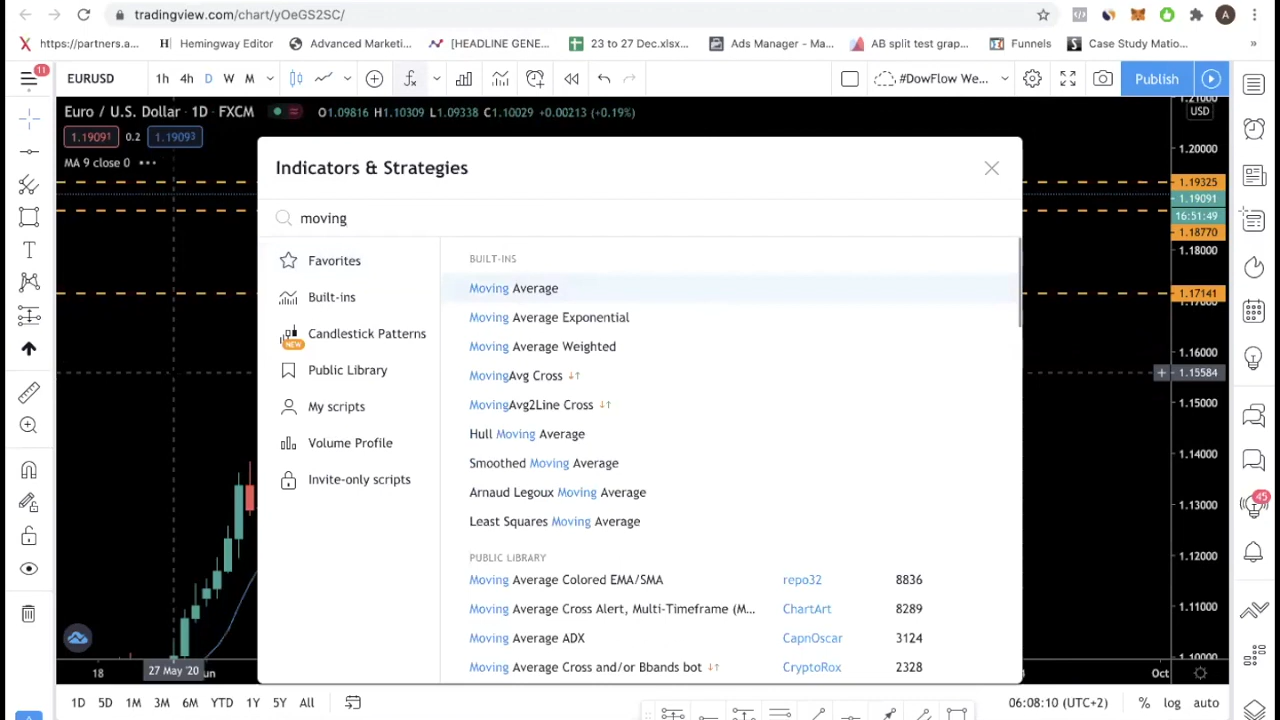 tradingview.com/chart/yOeGS2SC/
A
https://partners.a...
Hemingway Editor
Advanced Marketi...
[HEADLINE GENE...
23 to 27 Dec.xlsx...
Ads Manager - Ma...
AB split test grap...
Funnels
Case Study Matio...
»
11
EURUSD
1h 4h D W M
#DowFlow We...
Publish
Euro / U.S. Dollar · 1D · FXCM
O1.09816 H1.10309 L1.09338 C1.10029 +0.00213 (+0.19%)
1.19091 0.2 1.19093
MA 9 close 0
Indicators & Strategies
moving
Favorites
Built-ins
Candlestick Patterns
NEW
Public Library
My scripts
Volume Profile
Invite-only scripts
BUILT-INS
Moving Average
Moving Average Exponential
Moving Average Weighted
MovingAvg Cross
MovingAvg2Line Cross
Hull Moving Average
Smoothed Moving Average
Arnaud Legoux Moving Average
Least Squares Moving Average
PUBLIC LIBRARY
Moving Average Colored EMA/SMA repo32 8836
Moving Average Cross Alert, Multi-Timeframe (M... ChartArt 8289
Moving Average ADX CapnOscar 3124
Moving Average Cross and/or Bbands bot CryptoRox 2328
1.21000
USD
1.20000
1.19325
1.19091
16:51:49
1.18770
1.18000
1.17141
1.17000
1.16000
1.15584
1.15000
1.14000
1.13000
1.12000
1.11000
1.10000
45
18
27 May '20
un
Oct
1D 5D 1M 3M 6M YTD 1Y 5Y All
06:08:10 (UTC+2)
% log auto